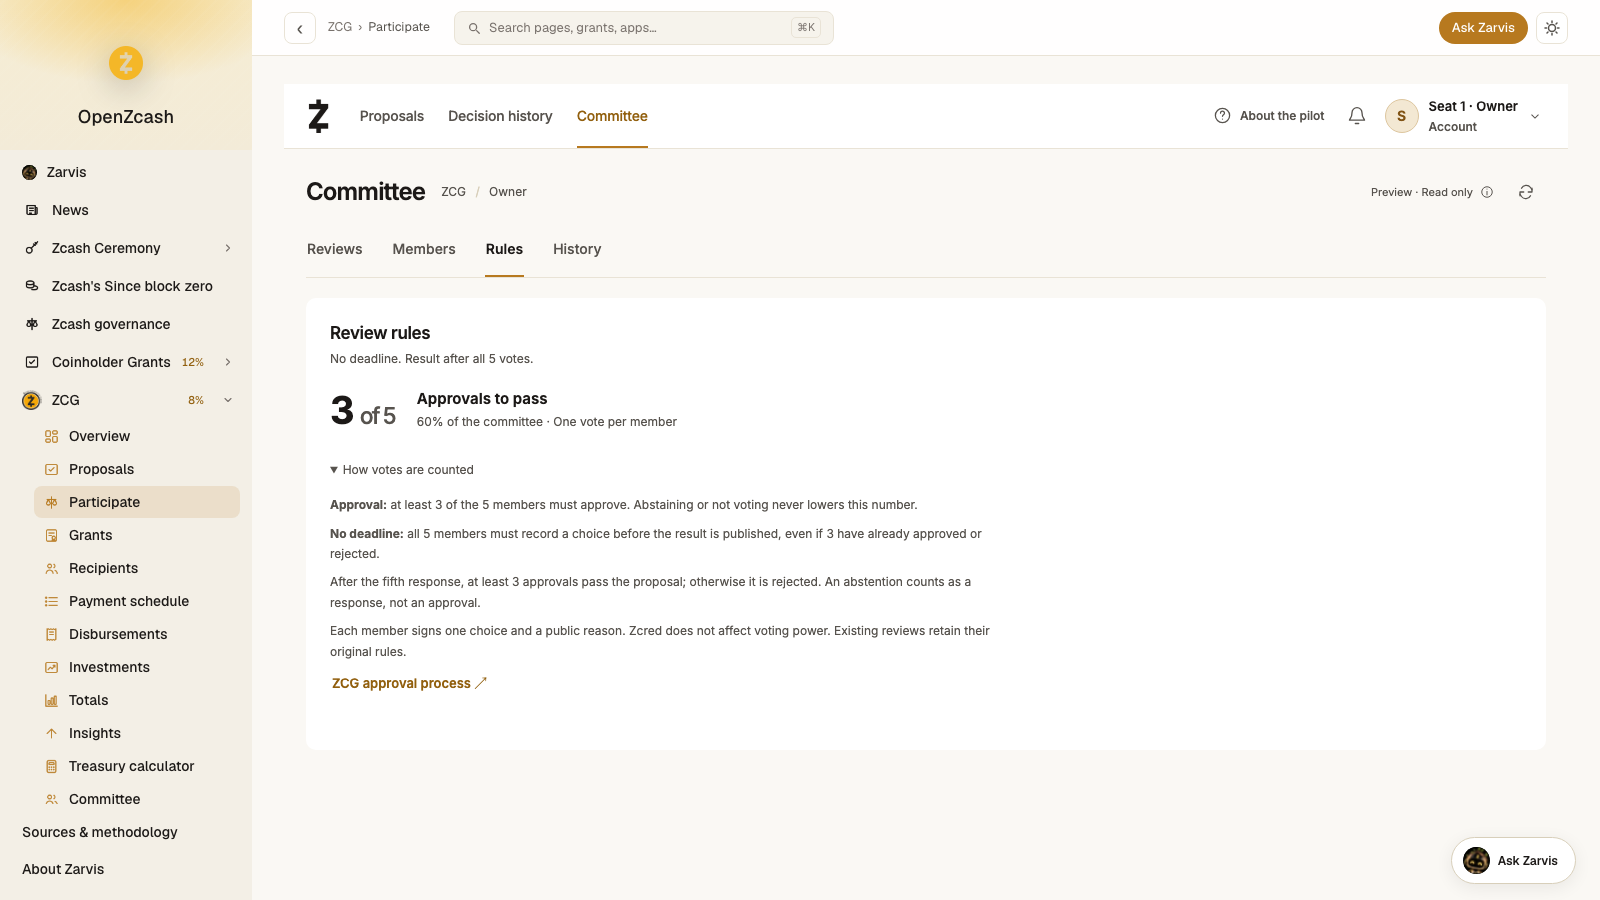 OpenZcash
Zarvis
News
Zcash Ceremony
Zcash's Since block zero
Zcash governance
Coinholder Grants 12%
ZCG 8%
Overview
Proposals
Participate
Grants
Recipients
Payment schedule
Disbursements
Investments
Totals
Insights
Treasury calculator
Committee
Sources & methodology
About Zarvis
ZCG › Participate
Search pages, grants, apps… ⌘K
Ask Zarvis
Proposals Decision history Committee
About the pilot
S
Seat 1 · Owner
Account
Committee ZCG / Owner
Preview · Read only
Reviews Members Rules History
Review rules
No deadline. Result after all 5 votes.
3 of 5
Approvals to pass
60% of the committee · One vote per member
▼ How votes are counted
Approval: at least 3 of the 5 members must approve. Abstaining or not voting never lowers this number.
No deadline: all 5 members must record a choice before the result is published, even if 3 have already approved or
rejected.
After the fifth response, at least 3 approvals pass the proposal; otherwise it is rejected. An abstention counts as a
response, not an approval.
Each member signs one choice and a public reason. Zcred does not affect voting power. Existing reviews retain their
original rules.
ZCG approval process
Ask Zarvis